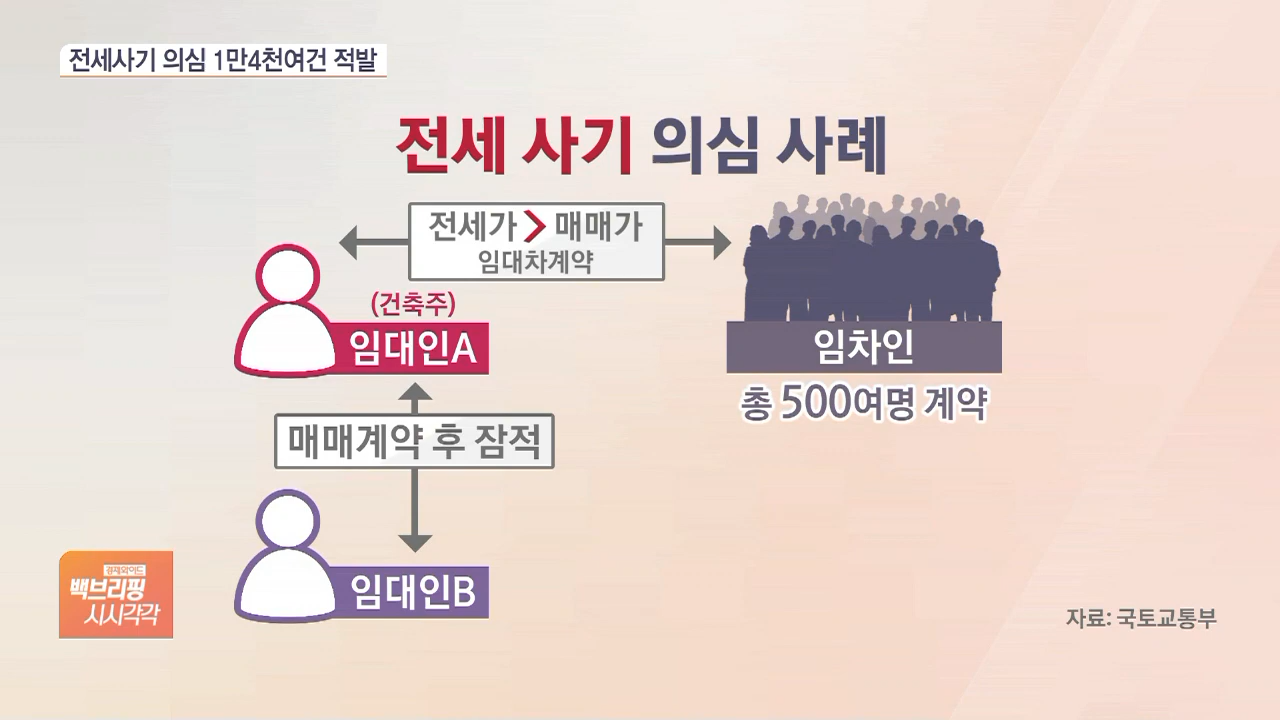 전세사기 의심 1만4천여건 적발
전세 사기 의심 사례
전세가 > 매매가
임대차계약
(건축주)
임대인A
임차인
총 500여명 계약
매매계약 후 잠적
임대인B
경제와이드
백브리핑
시시각각
자료: 국토교통부